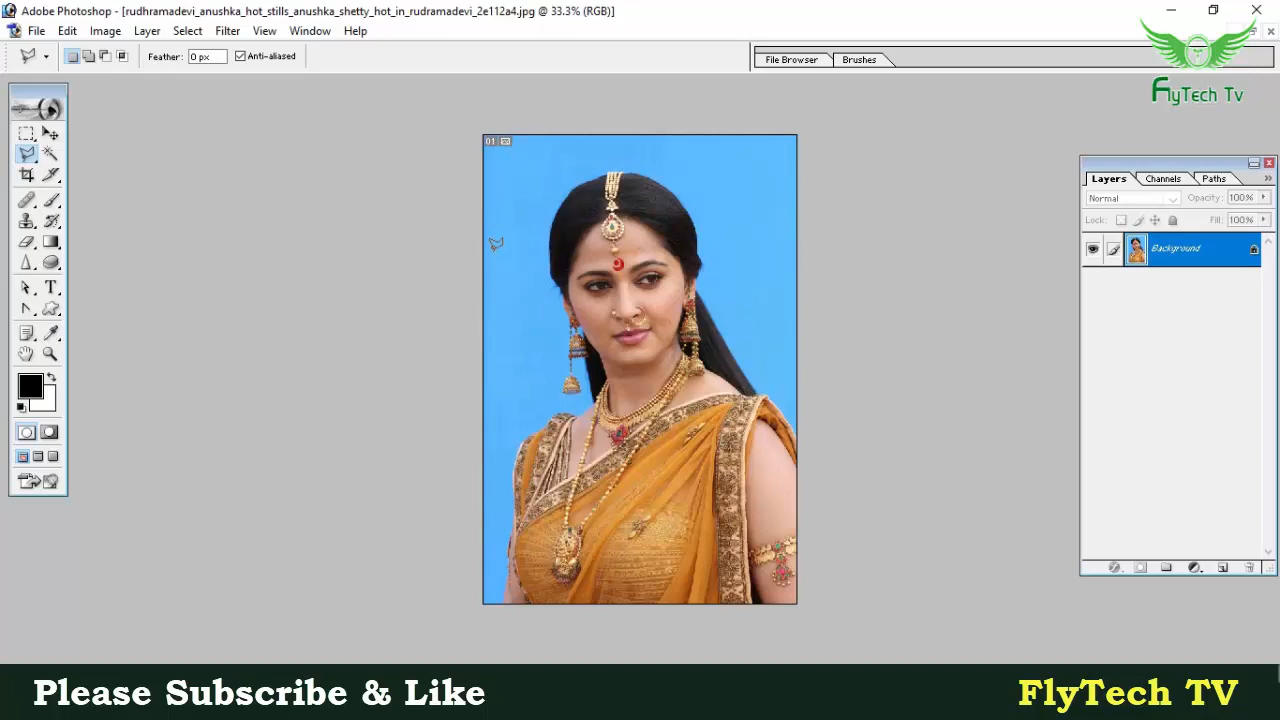 Adobe Photoshop - [rudhramadevi_anushka_hot_stills_anushka_shetty_hot_in_rudramadevi_2e112a4.jpg @ 33.3% (RGB)]
File Edit Image Layer Select Filter View Window Help
Feather: 0 px Anti-aliased
File Browser Brushes
FlyTech Tv
01
Layers Channels Paths
Normal Opacity: 100%
Lock: Fill: 100%
Background
T
Please Subscribe & Like
FlyTech TV